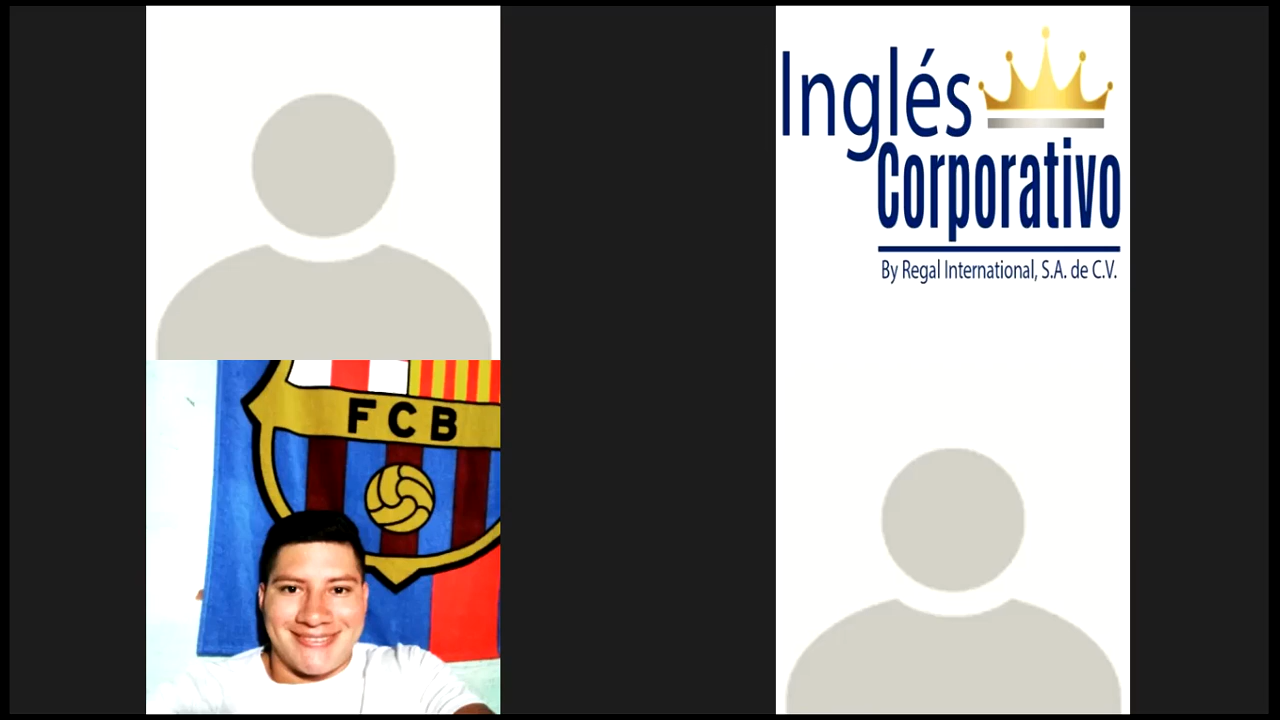 Inglés
Corporativo
By Regal International, S.A. de C.V.
FCB